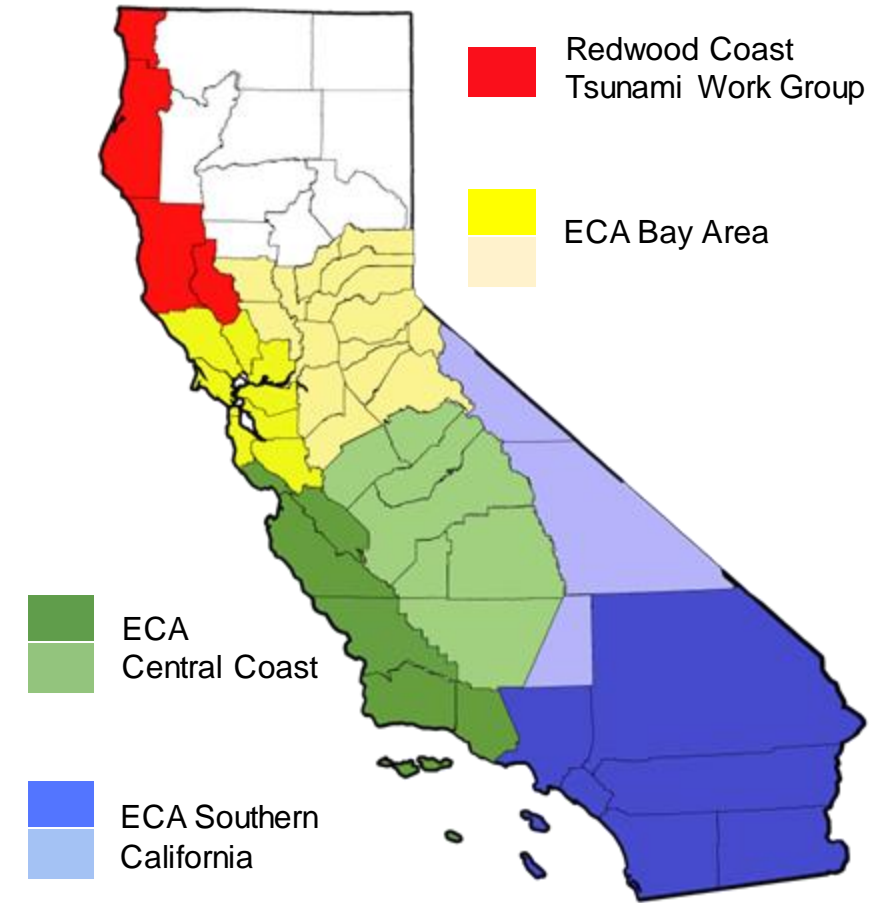 Redwood Coast
Tsunami Work Group
ECA Bay Area
ECA
Central Coast
ECA Southern
California